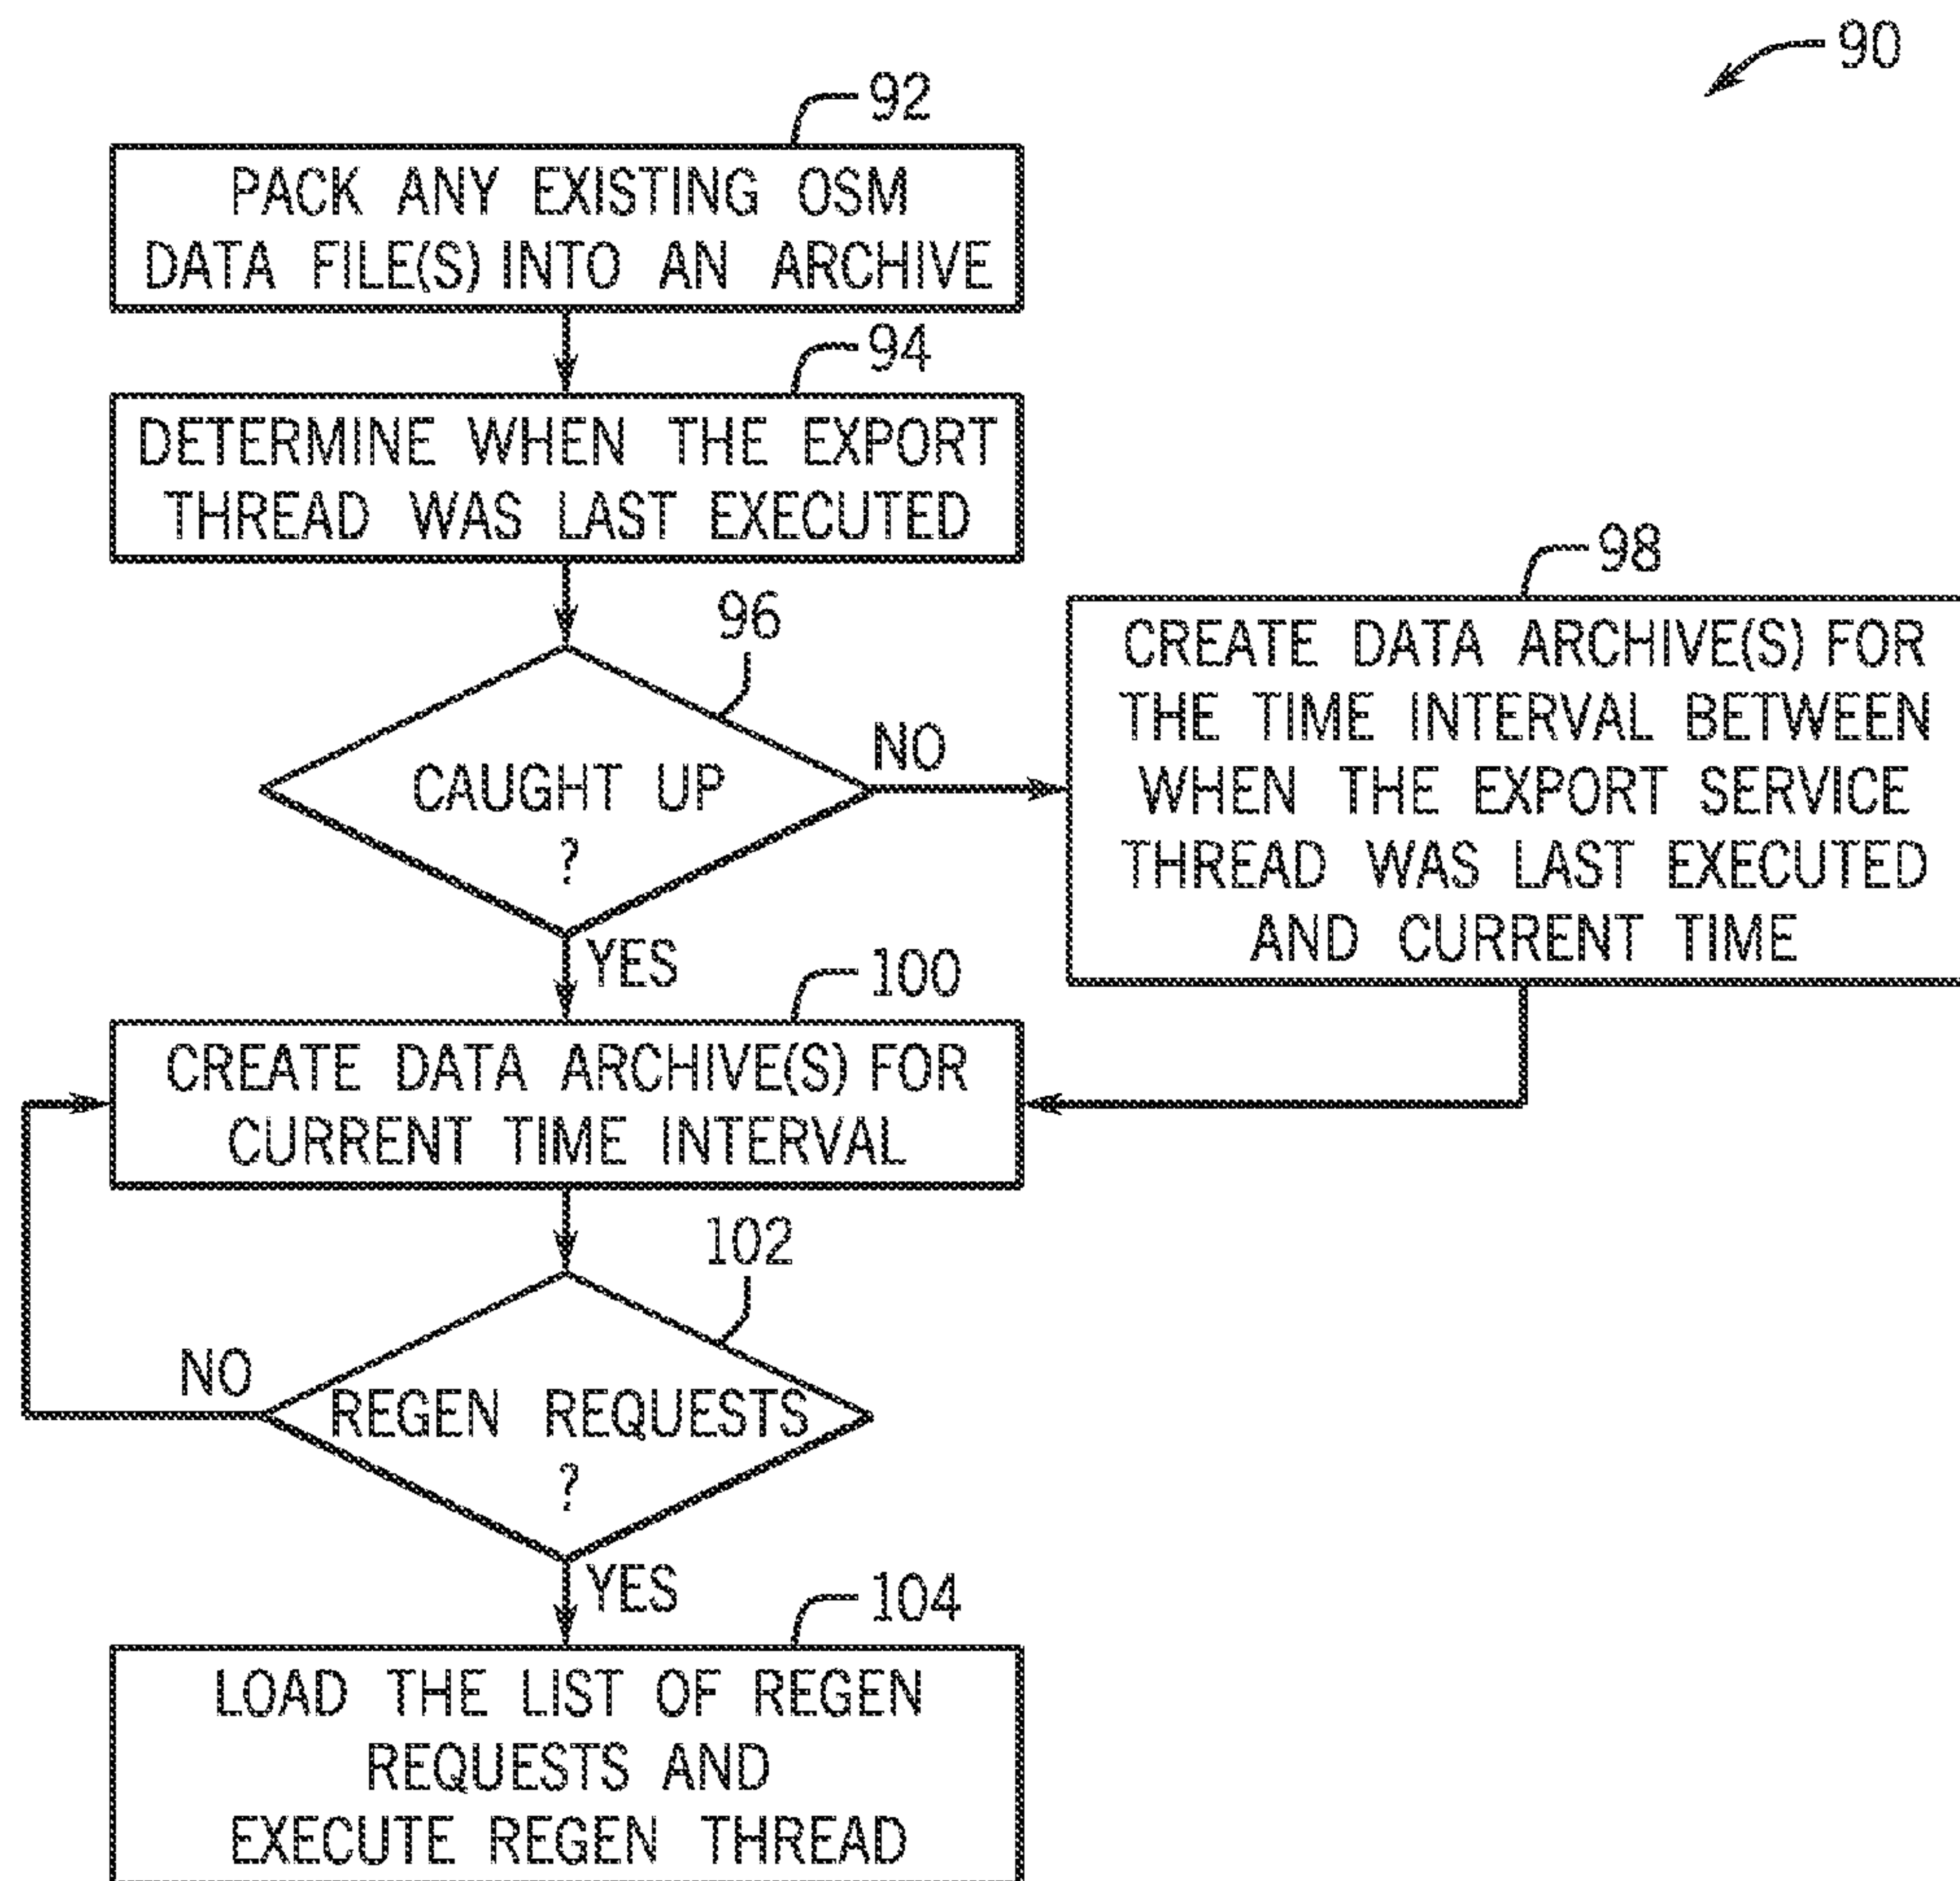 90
92
PACK ANY EXISTING OSM
DATA FILE(S) INTO AN ARCHIVE
94
DETERMINE WHEN THE EXPORT
THREAD WAS LAST EXECUTED
96
CAUGHT UP
?
NO
98
CREATE DATA ARCHIVE(S) FOR
THE TIME INTERVAL BETWEEN
WHEN THE EXPORT SERVICE
THREAD WAS LAST EXECUTED
AND CURRENT TIME
YES
100
CREATE DATA ARCHIVE(S) FOR
CURRENT TIME INTERVAL
102
NO
REGEN REQUESTS
?
YES
104
LOAD THE LIST OF REGEN
REQUESTS AND
EXECUTE REGEN THREAD